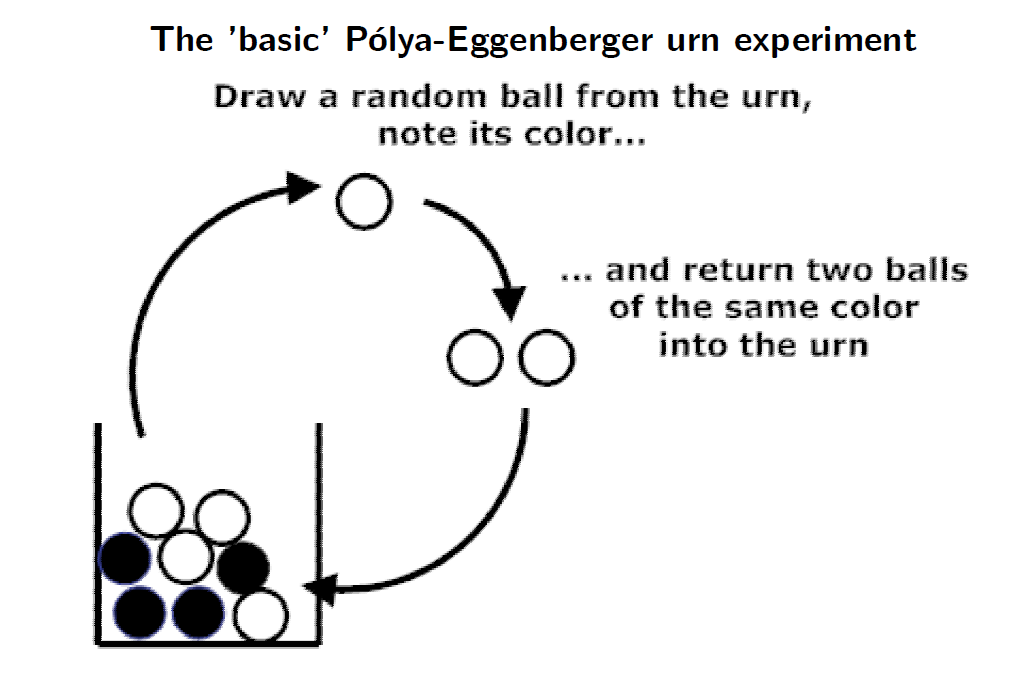 The 'basic' Pólya-Eggenberger urn experiment
Draw a random ball from the urn,
note its color...
... and return two balls
of the same color
into the urn